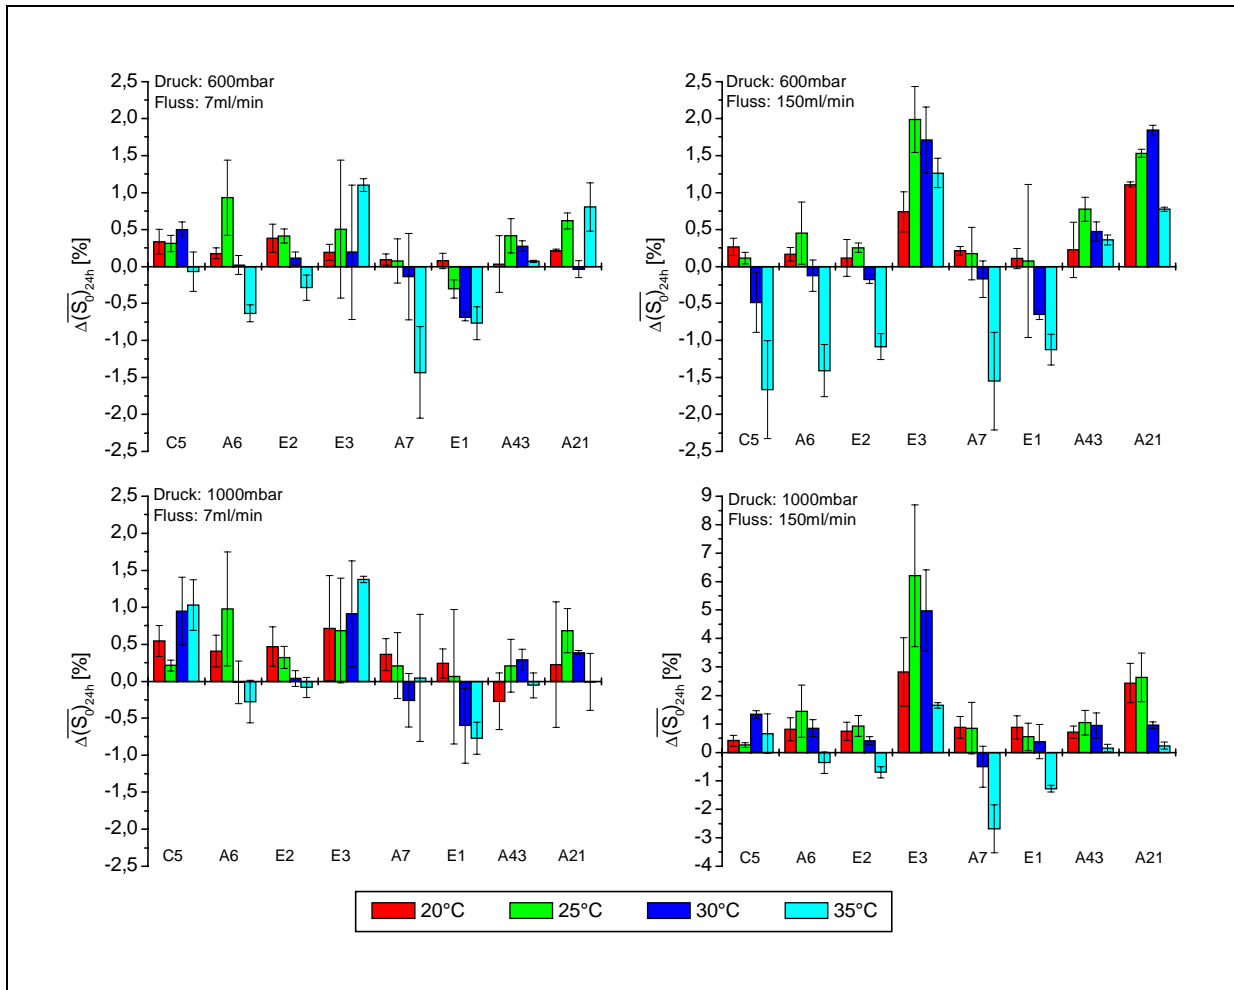 Druck: 600mbar
Fluss: 7ml/min
2,5
2,0
1,5
1,0
0,5
0,0
-0,5
-1,0
-1,5
-2,0
-2,5
Δ(S₀)24h [%]
C5 A6 E2 E3 A7 E1 A43 A21
Druck: 600mbar
Fluss: 150ml/min
2,5
2,0
1,5
1,0
0,5
0,0
-0,5
-1,0
-1,5
-2,0
-2,5
Δ(S₀)24h [%]
C5 A6 E2 E3 A7 E1 A43 A21
Druck: 1000mbar
Fluss: 7ml/min
2,5
2,0
1,5
1,0
0,5
0,0
-0,5
-1,0
-1,5
-2,0
-2,5
Δ(S₀)24h [%]
C5 A6 E2 E3 A7 E1 A43 A21
Druck: 1000mbar
Fluss: 150ml/min
9
8
7
6
5
4
3
2
1
0
-1
-2
-3
-4
Δ(S₀)24h [%]
C5 A6 E2 E3 A7 E1 A43 A21
20°C 25°C 30°C 35°C